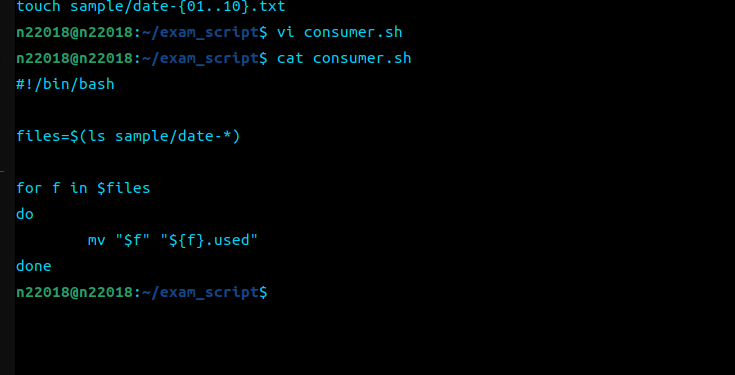 touch sample/date-{01..10}.txt
n22018@n22018:~/exam_script$ vi consumer.sh
n22018@n22018:~/exam_script$ cat consumer.sh
#!/bin/bash

files=$(ls sample/date-*)

for f in $files
do
        mv "$f" "${f}.used"
done
n22018@n22018:~/exam_script$